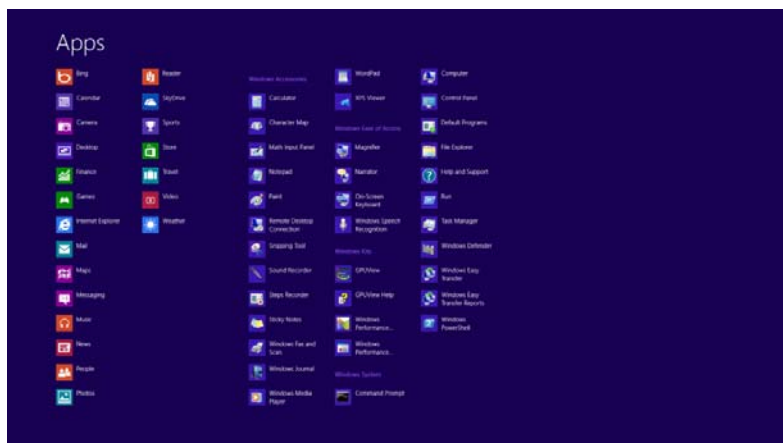 Apps
Bing
Calendar
Camera
Desktop
Finance
Games
Internet Explorer
Mail
Maps
Messaging
Music
News
People
Photos
Reader
SkyDrive
Sports
Store
Travel
Video
Weather
Windows Accessories
Calculator
Character Map
Math Input Panel
Notepad
Paint
Remote Desktop
Connection
Snipping Tool
Sound Recorder
Steps Recorder
Sticky Notes
Windows Fax and
Scan
Windows Journal
Windows Media
Player
WordPad
XPS Viewer
Windows Ease of Access
Magnifier
Narrator
On-Screen
Keyboard
Windows Speech
Recognition
Windows Kits
GPUView
GPUView Help
Windows
Performance...
Windows
Performance...
Windows System
Command Prompt
Computer
Control Panel
Default Programs
File Explorer
Help and Support
Run
Task Manager
Windows Defender
Windows Easy
Transfer
Windows Easy
Transfer Reports
Windows
PowerShell